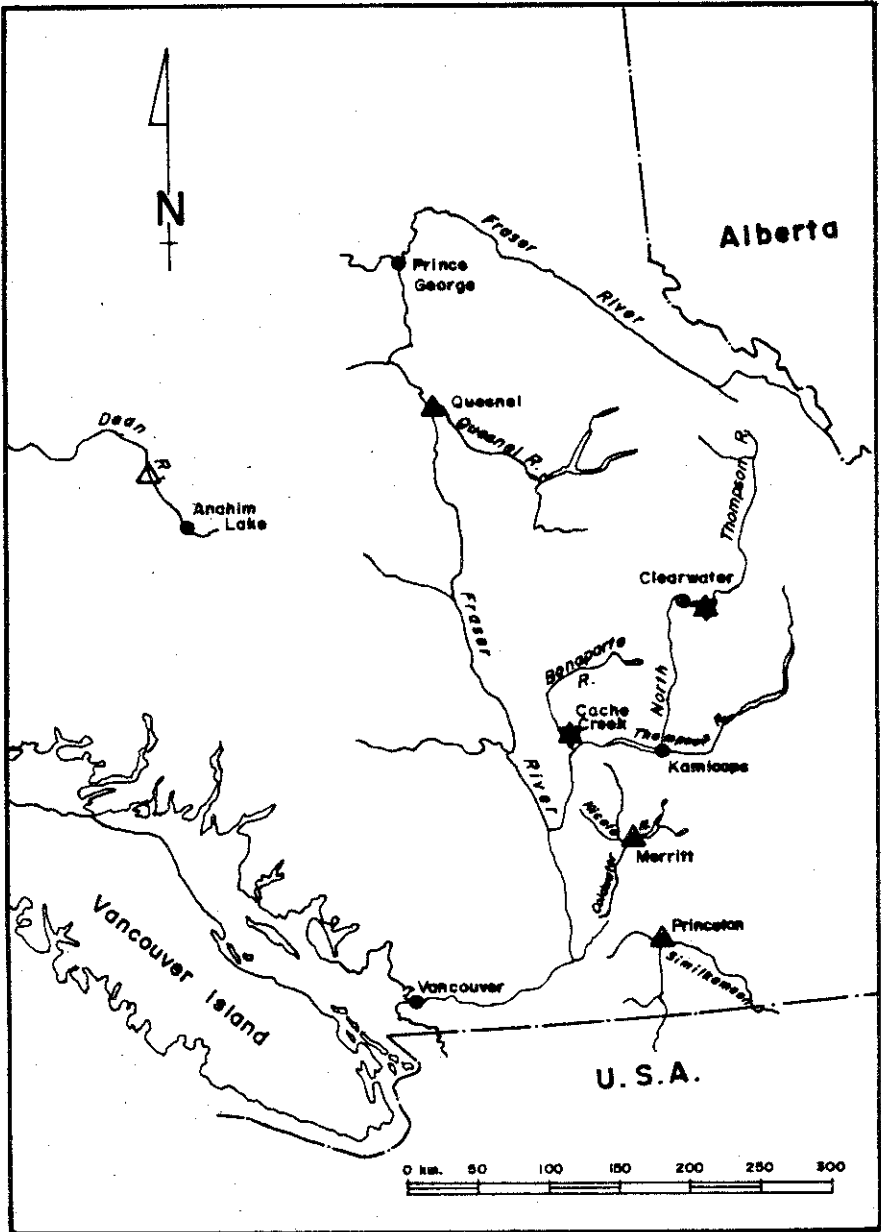 N
Alberta
Fraser
River
Prince
George
Quesnel
Quesnel R.
Dean
R.
Anahim
Lake
Thompson R.
Clearwater
Fraser
Bonaparte
R.
North
Cache
Creek
Thompson R.
Kamloops
River
Nicola R.
Merritt
Coldwater
Princeton
Similkameen
Vancouver
Vancouver
Island
U.S.A.
0 km. 50 100 150 200 250 300